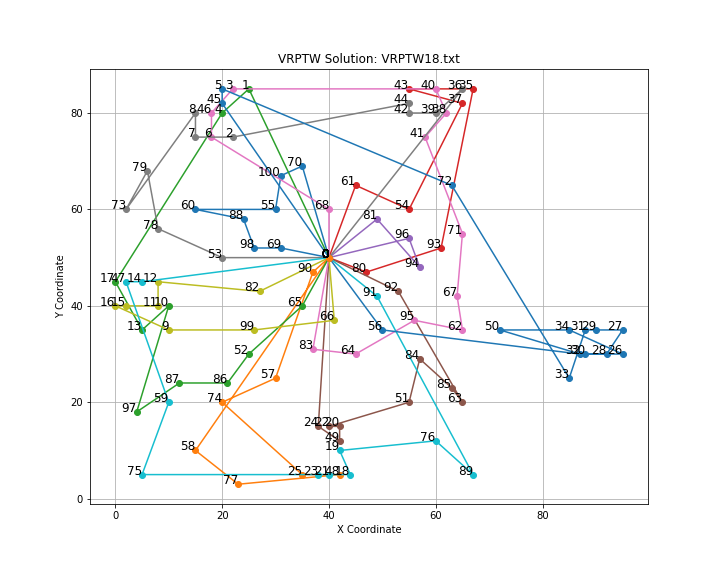 VRPTW Solution: VRPTW18.txt
5 3 1 43 40 36 35
45 44 37
8 46 4 42 39 38
7 6 2 41
79 100 70
61 72
73 60 55 68 54
88 81
78 98 69 96 71
53 0 93
90 80 94
17 47 14 12 82 91 92
16 15 11 10 65 67
13 9 99 66 56 95 62 50 34 31 29 27
52 83 64 84 32 30 28 26
87 86 57 85 33
97 59 74 51 63
24 22 20
49
58 19 76
75 25 23 21 48 18 89
77
80
60
40
20
0
0 20 40 60 80
X Coordinate
Y Coordinate